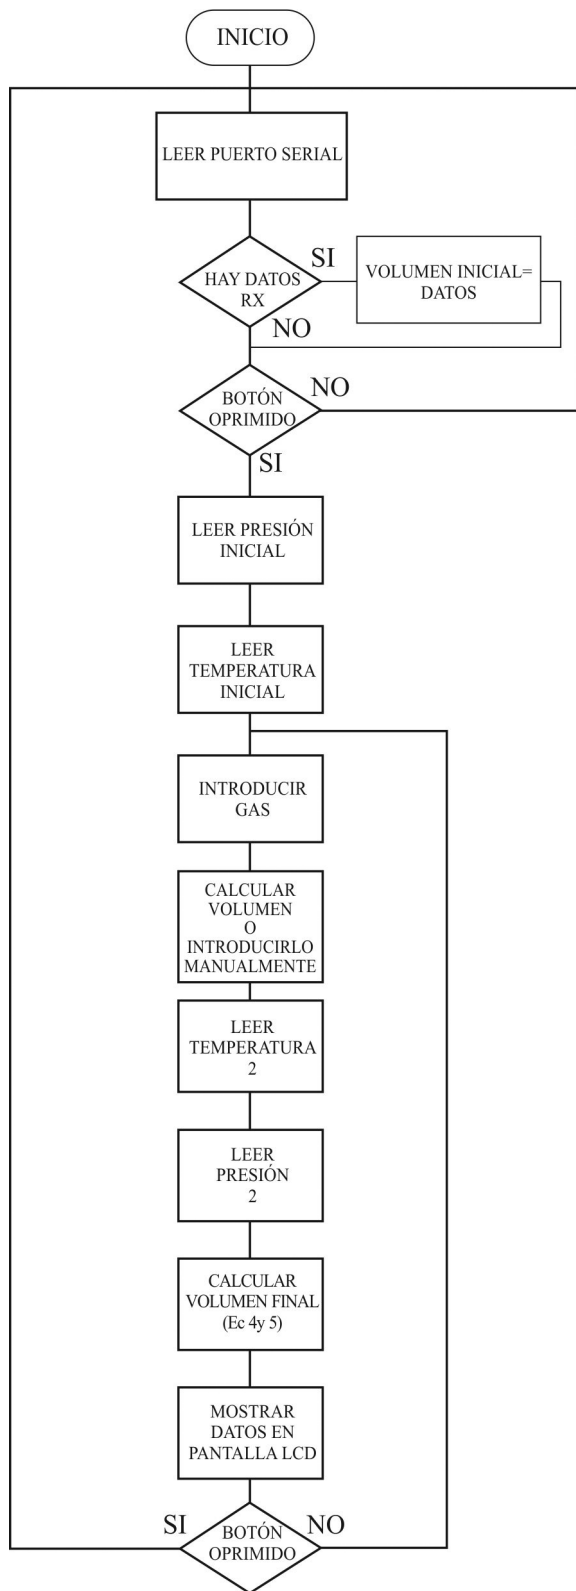 INICIO
LEER PUERTO SERIAL
HAY DATOS
RX
SI
VOLUMEN INICIAL=
DATOS
NO
BOTÓN
OPRIMIDO
NO
SI
LEER PRESIÓN
INICIAL
LEER
TEMPERATURA
INICIAL
INTRODUCIR
GAS
CALCULAR
VOLUMEN
O
INTRODUCIRLO
MANUALMENTE
LEER
TEMPERATURA
2
LEER
PRESIÓN
2
CALCULAR
VOLUMEN FINAL
(Ec 4y 5)
MOSTRAR
DATOS EN
PANTALLA LCD
SI
BOTÓN
OPRIMIDO
NO